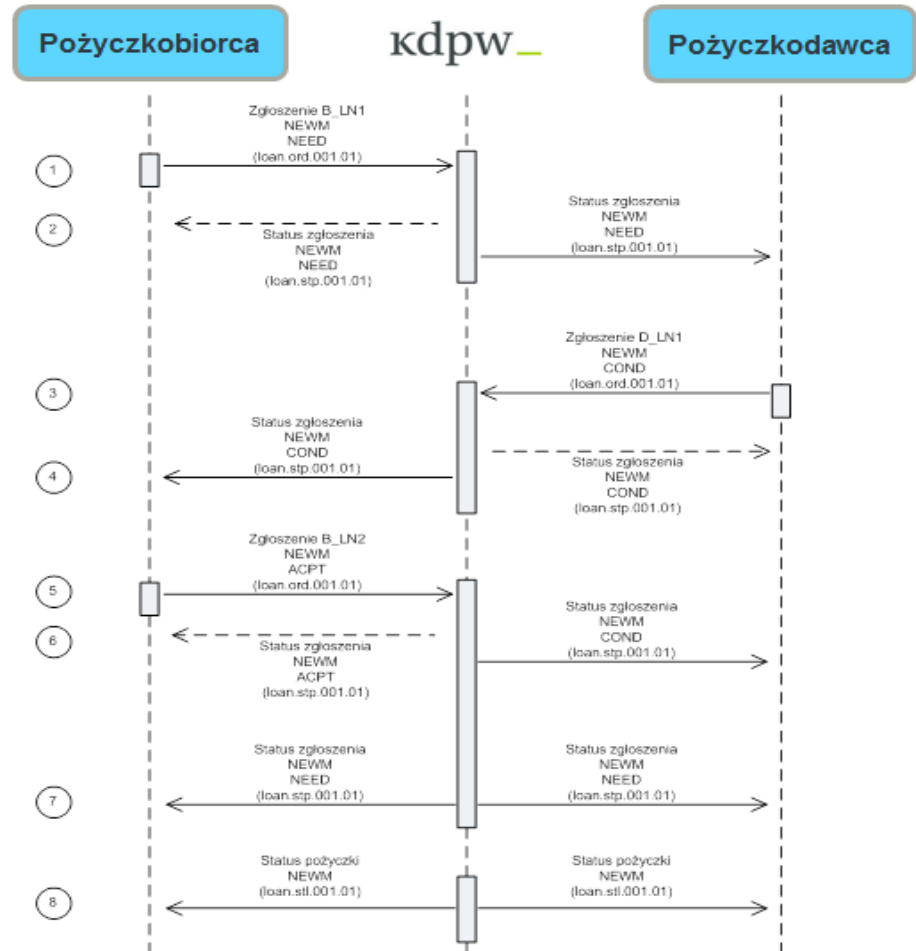 Pożyczkobiorca
кdpw_
Pożyczkodawca
Zgłoszenie B_LN1
NEWM
NEED
(loan.ord.001.01)
1
2
Status zgłoszenia
NEWM
NEED
(loan.stp.001.01)
Status zgłoszenia
NEWM
NEED
(loan.stp.001.01)
Zgłoszenie D_LN1
NEWM
COND
(loan.ord.001.01)
3
Status zgłoszenia
NEWM
COND
(loan.stp.001.01)
4
Status zgłoszenia
NEWM
COND
(loan.stp.001.01)
Zgłoszenie B_LN2
NEWM
ACPT
(loan.ord.001.01)
5
6
Status zgłoszenia
NEWM
ACPT
(loan.stp.001.01)
Status zgłoszenia
NEWM
COND
(loan.stp.001.01)
Status zgłoszenia
NEWM
NEED
(loan.stp.001.01)
7
Status zgłoszenia
NEWM
NEED
(loan.stp.001.01)
Status pożyczki
NEWM
(loan.stl.001.01)
8
Status pożyczki
NEWM
(loan.stl.001.01)